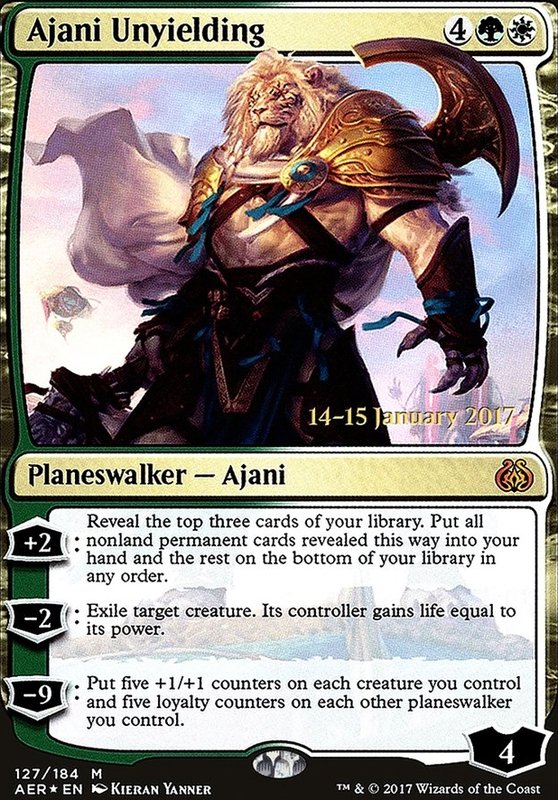 Ajani Unyielding
4
14-15 January 2017
Planeswalker — Ajani
+2: Reveal the top three cards of your library. Put all
nonland permanent cards revealed this way into your
hand and the rest on the bottom of your library in
any order.
-2: Exile target creature. Its controller gains life equal to
its power.
-9: Put five +1/+1 counters on each creature you control
and five loyalty counters on each other planeswalker
you control.
4
127/184 M
AER★EN Kieran Yanner
™ & © 2017 Wizards of the Coast